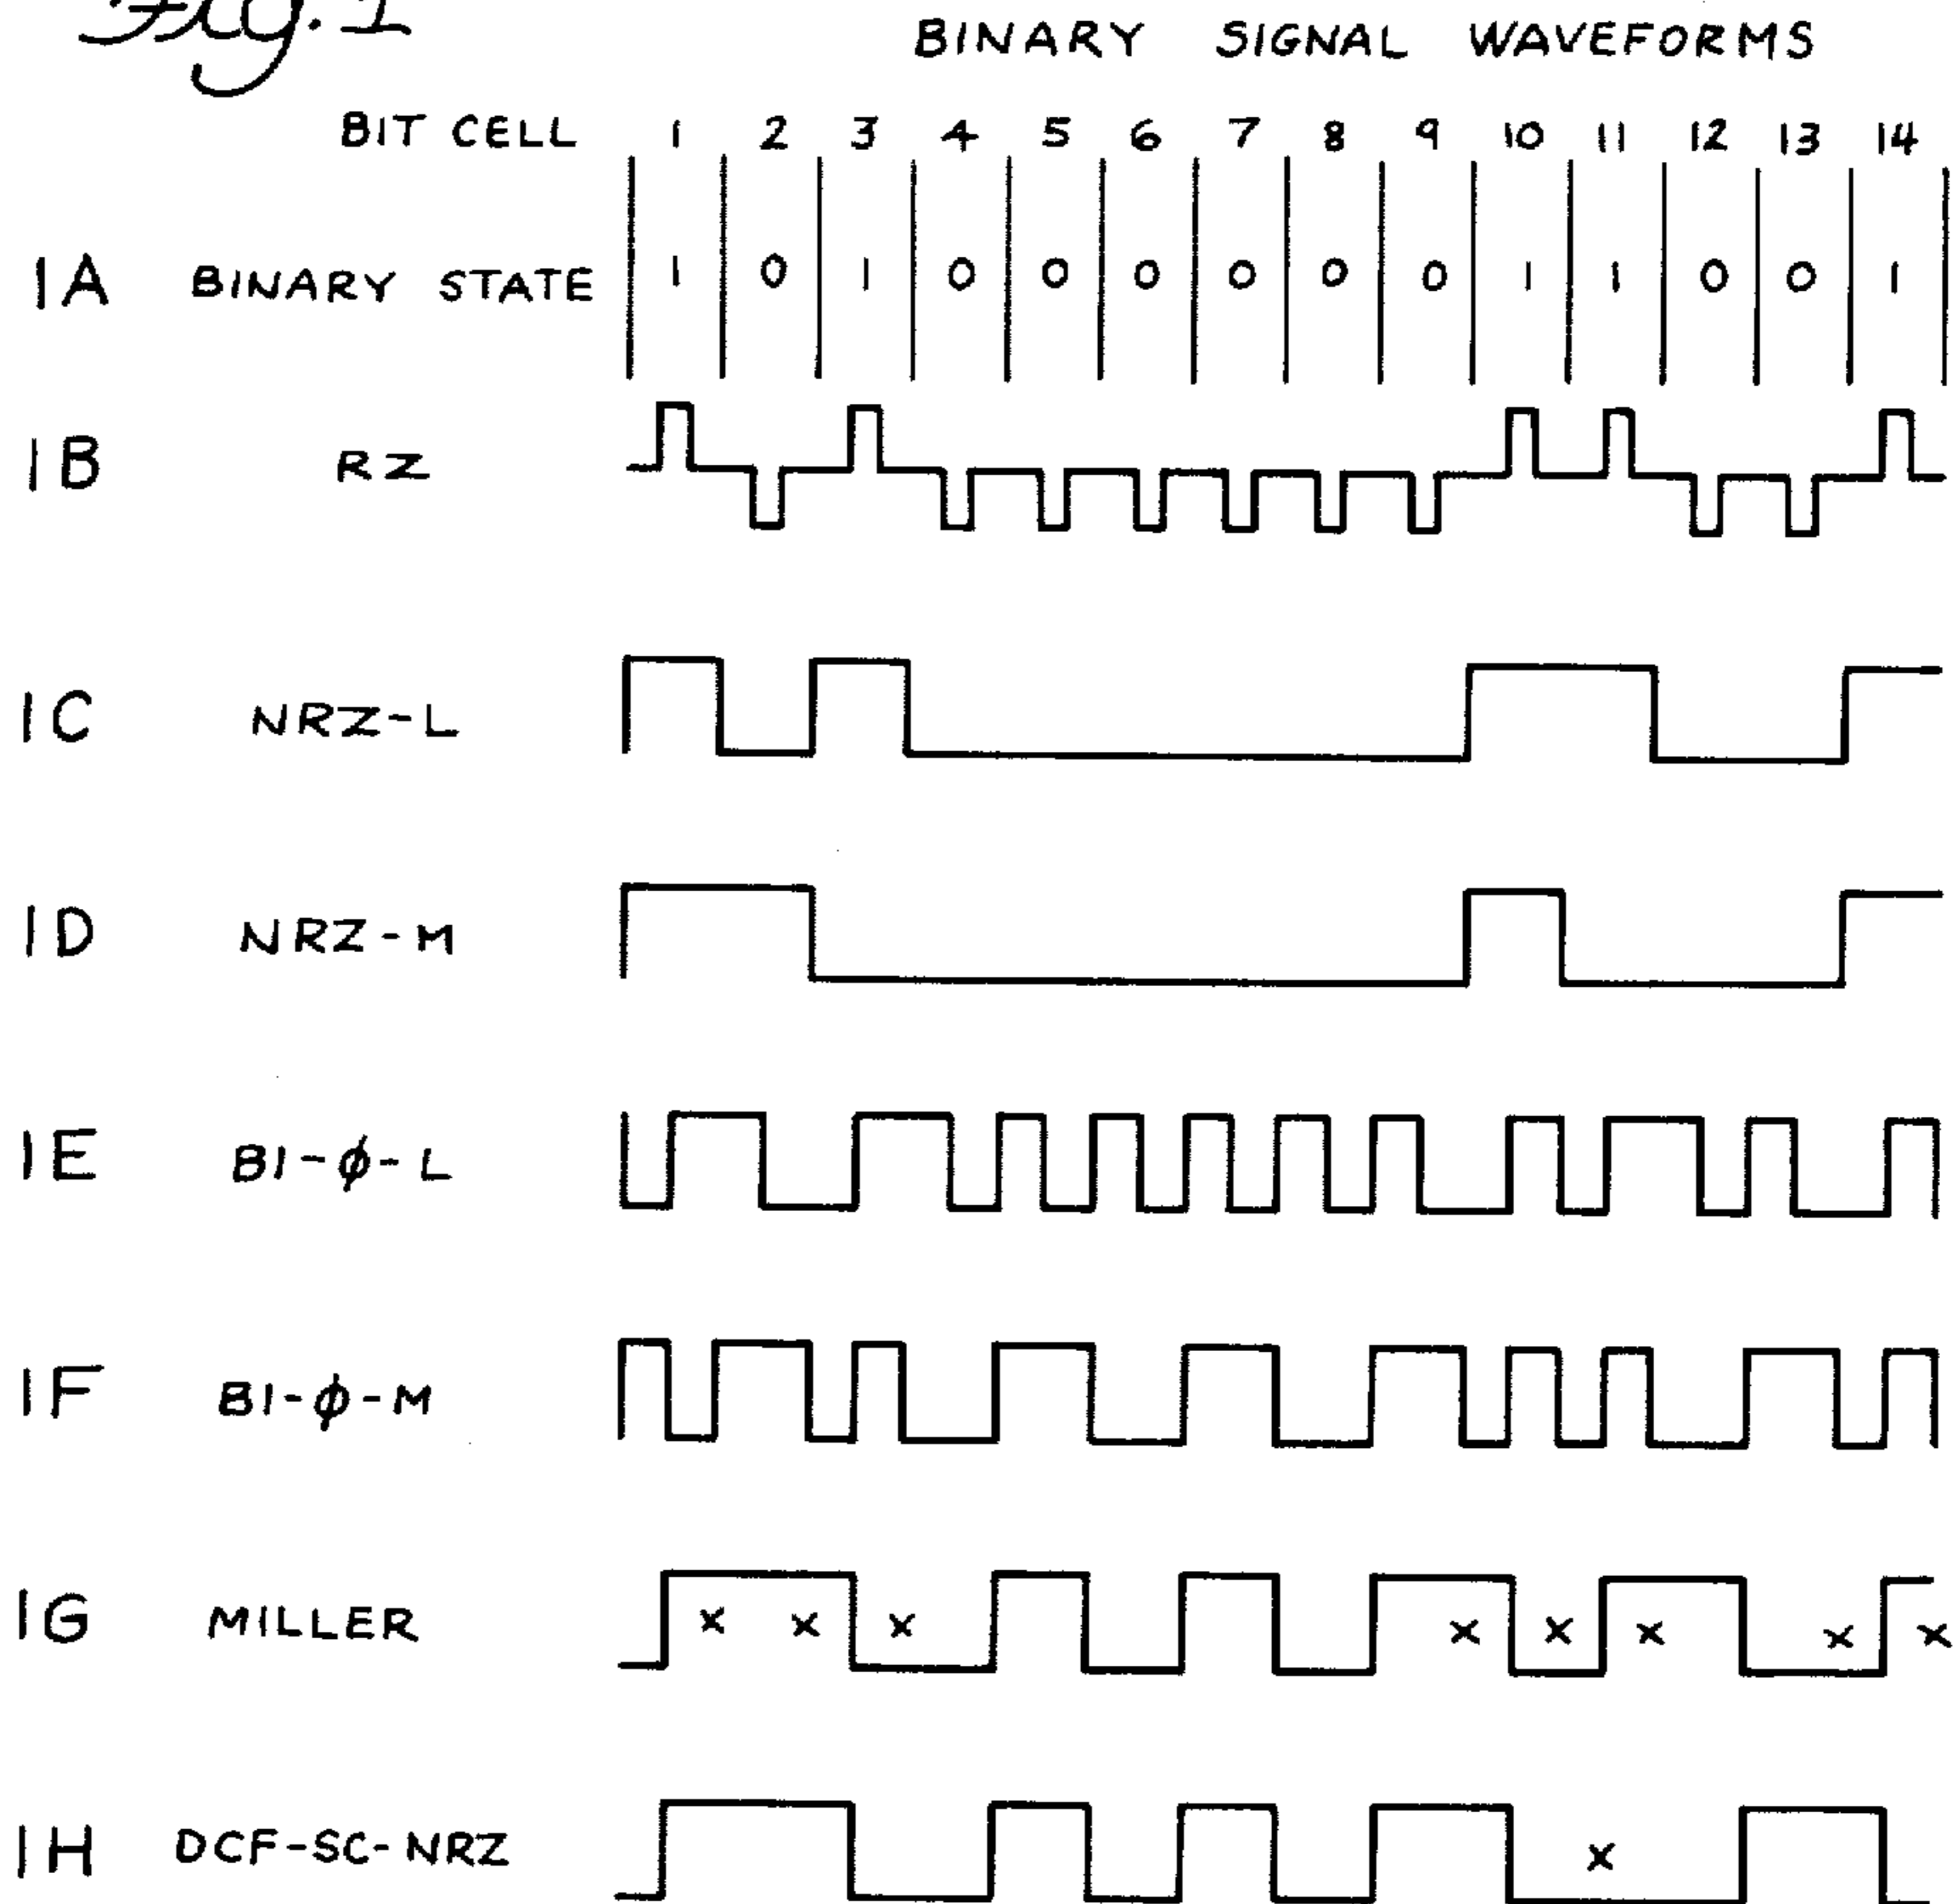 Fig. 1
BINARY SIGNAL WAVEFORMS
BIT CELL 1 2 3 4 5 6 7 8 9 10 11 12 13 14
1A BINARY STATE 1 0 1 0 0 0 0 0 0 1 1 0 0 1
1B RZ
1C NRZ-L
1D NRZ-M
1E BI-ϕ-L
1F BI-ϕ-M
1G MILLER x x x x x x x x
1H DCF-SC-NRZ x